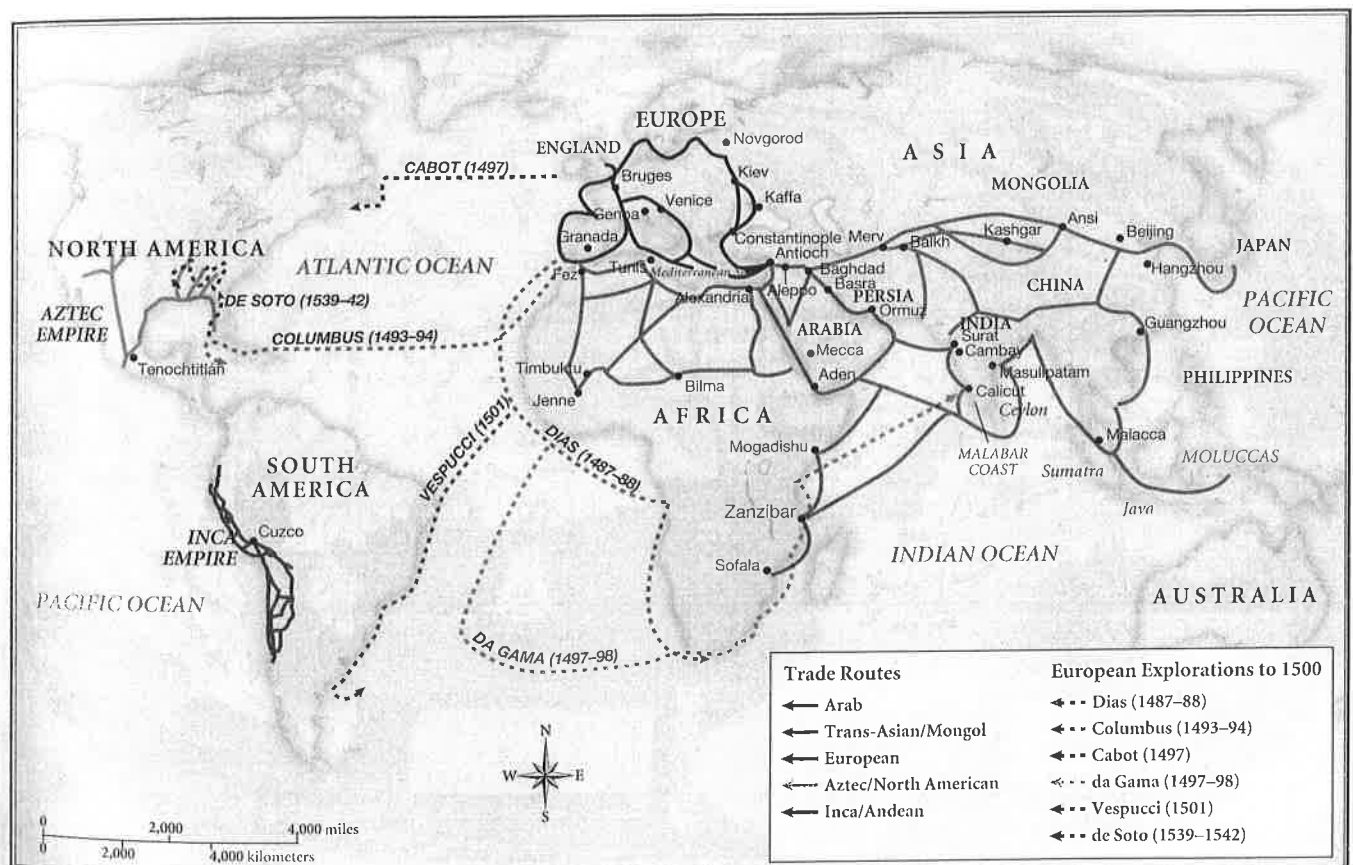 EUROPE
Novgorod
ENGLAND
ASIA
CABOT (1497)
Bruges
Kiev
MONGOLIA
Venice
Kaffa
Genoa
Ansi
Beijing
NORTH AMERICA
Granada
Constantinople
Merv
Balkh
Kashgar
JAPAN
ATLANTIC OCEAN
Antioch
Fez
Tunis
Mediterranean
Baghdad
Hangzhou
Aleppo
Basra
CHINA
DE SOTO (1539–42)
Alexandria
PERSIA
PACIFIC
OCEAN
AZTEC
EMPIRE
Ormuz
COLUMBUS (1493–94)
ARABIA
INDIA
Guangzhou
Surat
Mecca
Cambay
Tenochtitlán
Timbuktu
Bilma
Aden
Masulipatam
PHILIPPINES
Jenne
Calicut
AFRICA
Ceylon
VESPUCCI (1501)
DIAS (1487–88)
Mogadishu
Malacca
MALABAR
COAST
Sumatra
MOLUCCAS
SOUTH
AMERICA
Java
Zanzibar
INCA
EMPIRE
Cuzco
INDIAN OCEAN
Sofala
PACIFIC OCEAN
AUSTRALIA
DA GAMA (1497–98)
Trade Routes
Arab
Trans-Asian/Mongol
European
Aztec/North American
Inca/Andean
European Explorations to 1500
Dias (1487–88)
Columbus (1493–94)
Cabot (1497)
da Gama (1497–98)
Vespucci (1501)
de Soto (1539–1542)
N
W
E
S
0
2,000
4,000 miles
0
2,000
4,000 kilometers